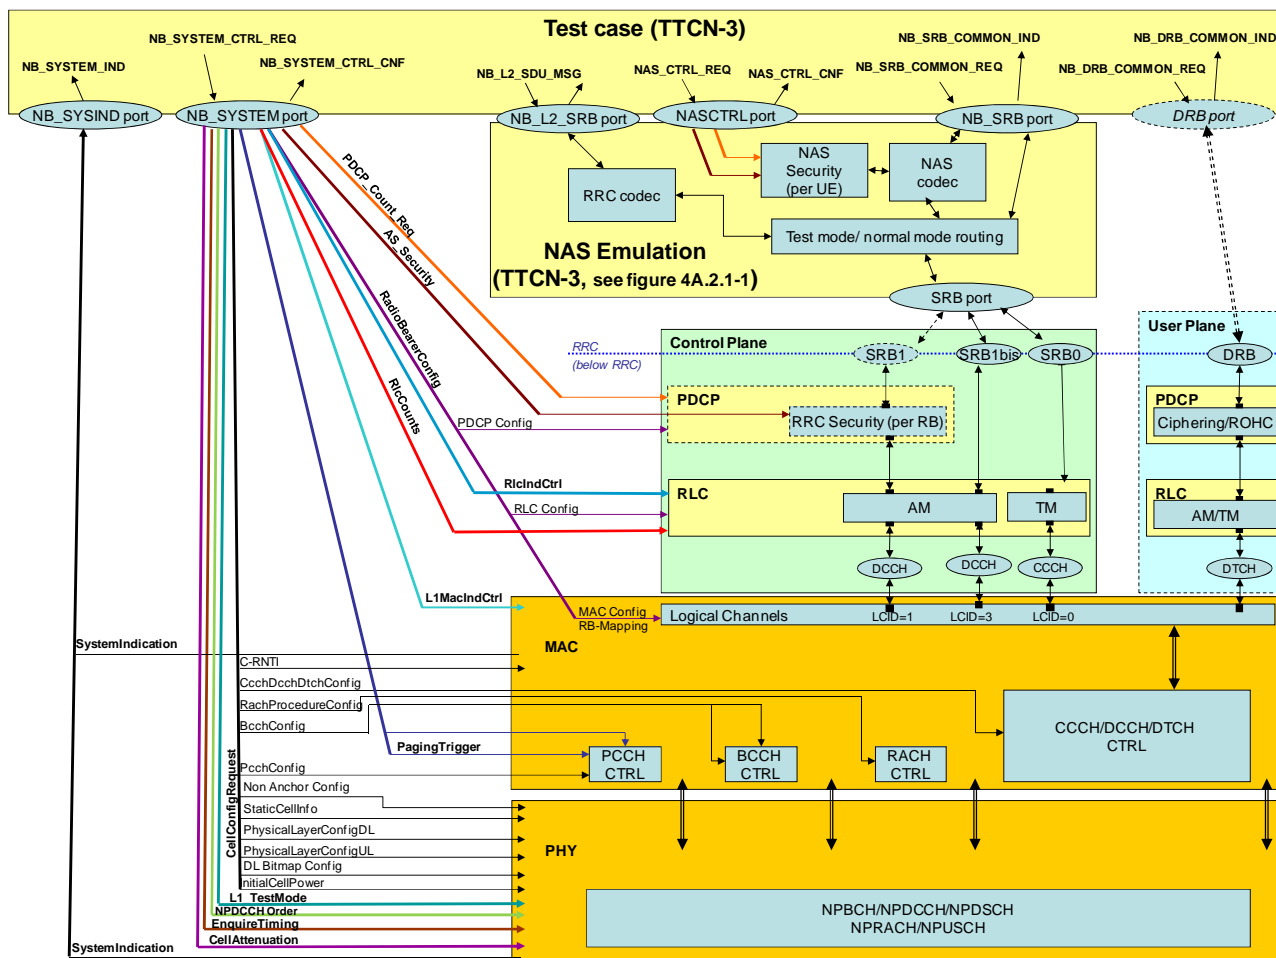 Test case (TTCN-3)
NB_SYSTEM_CTRL_REQ
NB_SYSTEM_IND
NB_SYSTEM_CTRL_CNF
NB_L2_SDU_MSG
NAS_CTRL_REQ
NAS_CTRL_CNF
NB_SRB_COMMON_IND
NB_SRB_COMMON_REQ
NB_DRB_COMMON_IND
NB_DRB_COMMON_REQ
NB_SYSIND port
NB_SYSTEM port
NB_L2_SRB port
NASCTRL port
NB_SRB port
DRB port
NAS
Security
(per UE)
NAS
codec
RRC codec
Test mode/ normal mode routing
NAS Emulation
(TTCN-3, see figure 4A.2.1-1)
SRB port
PDCP_Count_Req
AS_Security
RadioBearerConfig
RlcCounts
Control Plane
User Plane
RRC
(below RRC)
SRB1
SRB1bis
SRB0
DRB
PDCP
RRC Security (per RB)
PDCP
Ciphering/ROHC
PDCP Config
RlcIndCtrl
RLC Config
RLC
AM
TM
RLC
AM/TM
DCCH
DCCH
CCCH
DTCH
L1MacIndCtrl
MAC Config
RB-Mapping
Logical Channels
LCID=1
LCID=3
LCID=0
MAC
SystemIndication
C-RNTI
CcchDcchDtchConfig
RachProcedureConfig
BcchConfig
PagingTrigger
PcchConfig
CellConfigRequest
PCCH
CTRL
BCCH
CTRL
RACH
CTRL
CCCH/DCCH/DTCH
CTRL
Non Anchor Config
StaticCellInfo
PhysicalLayerConfigDL
PhysicalLayerConfigUL
DL Bitmap Config
InitialCellPower
L1_TestMode
NPDCCH Order
EnquireTiming
CellAttenuation
SystemIndication
PHY
NPBCH/NPDCCH/NPDSCH
NPRACH/NPUSCH